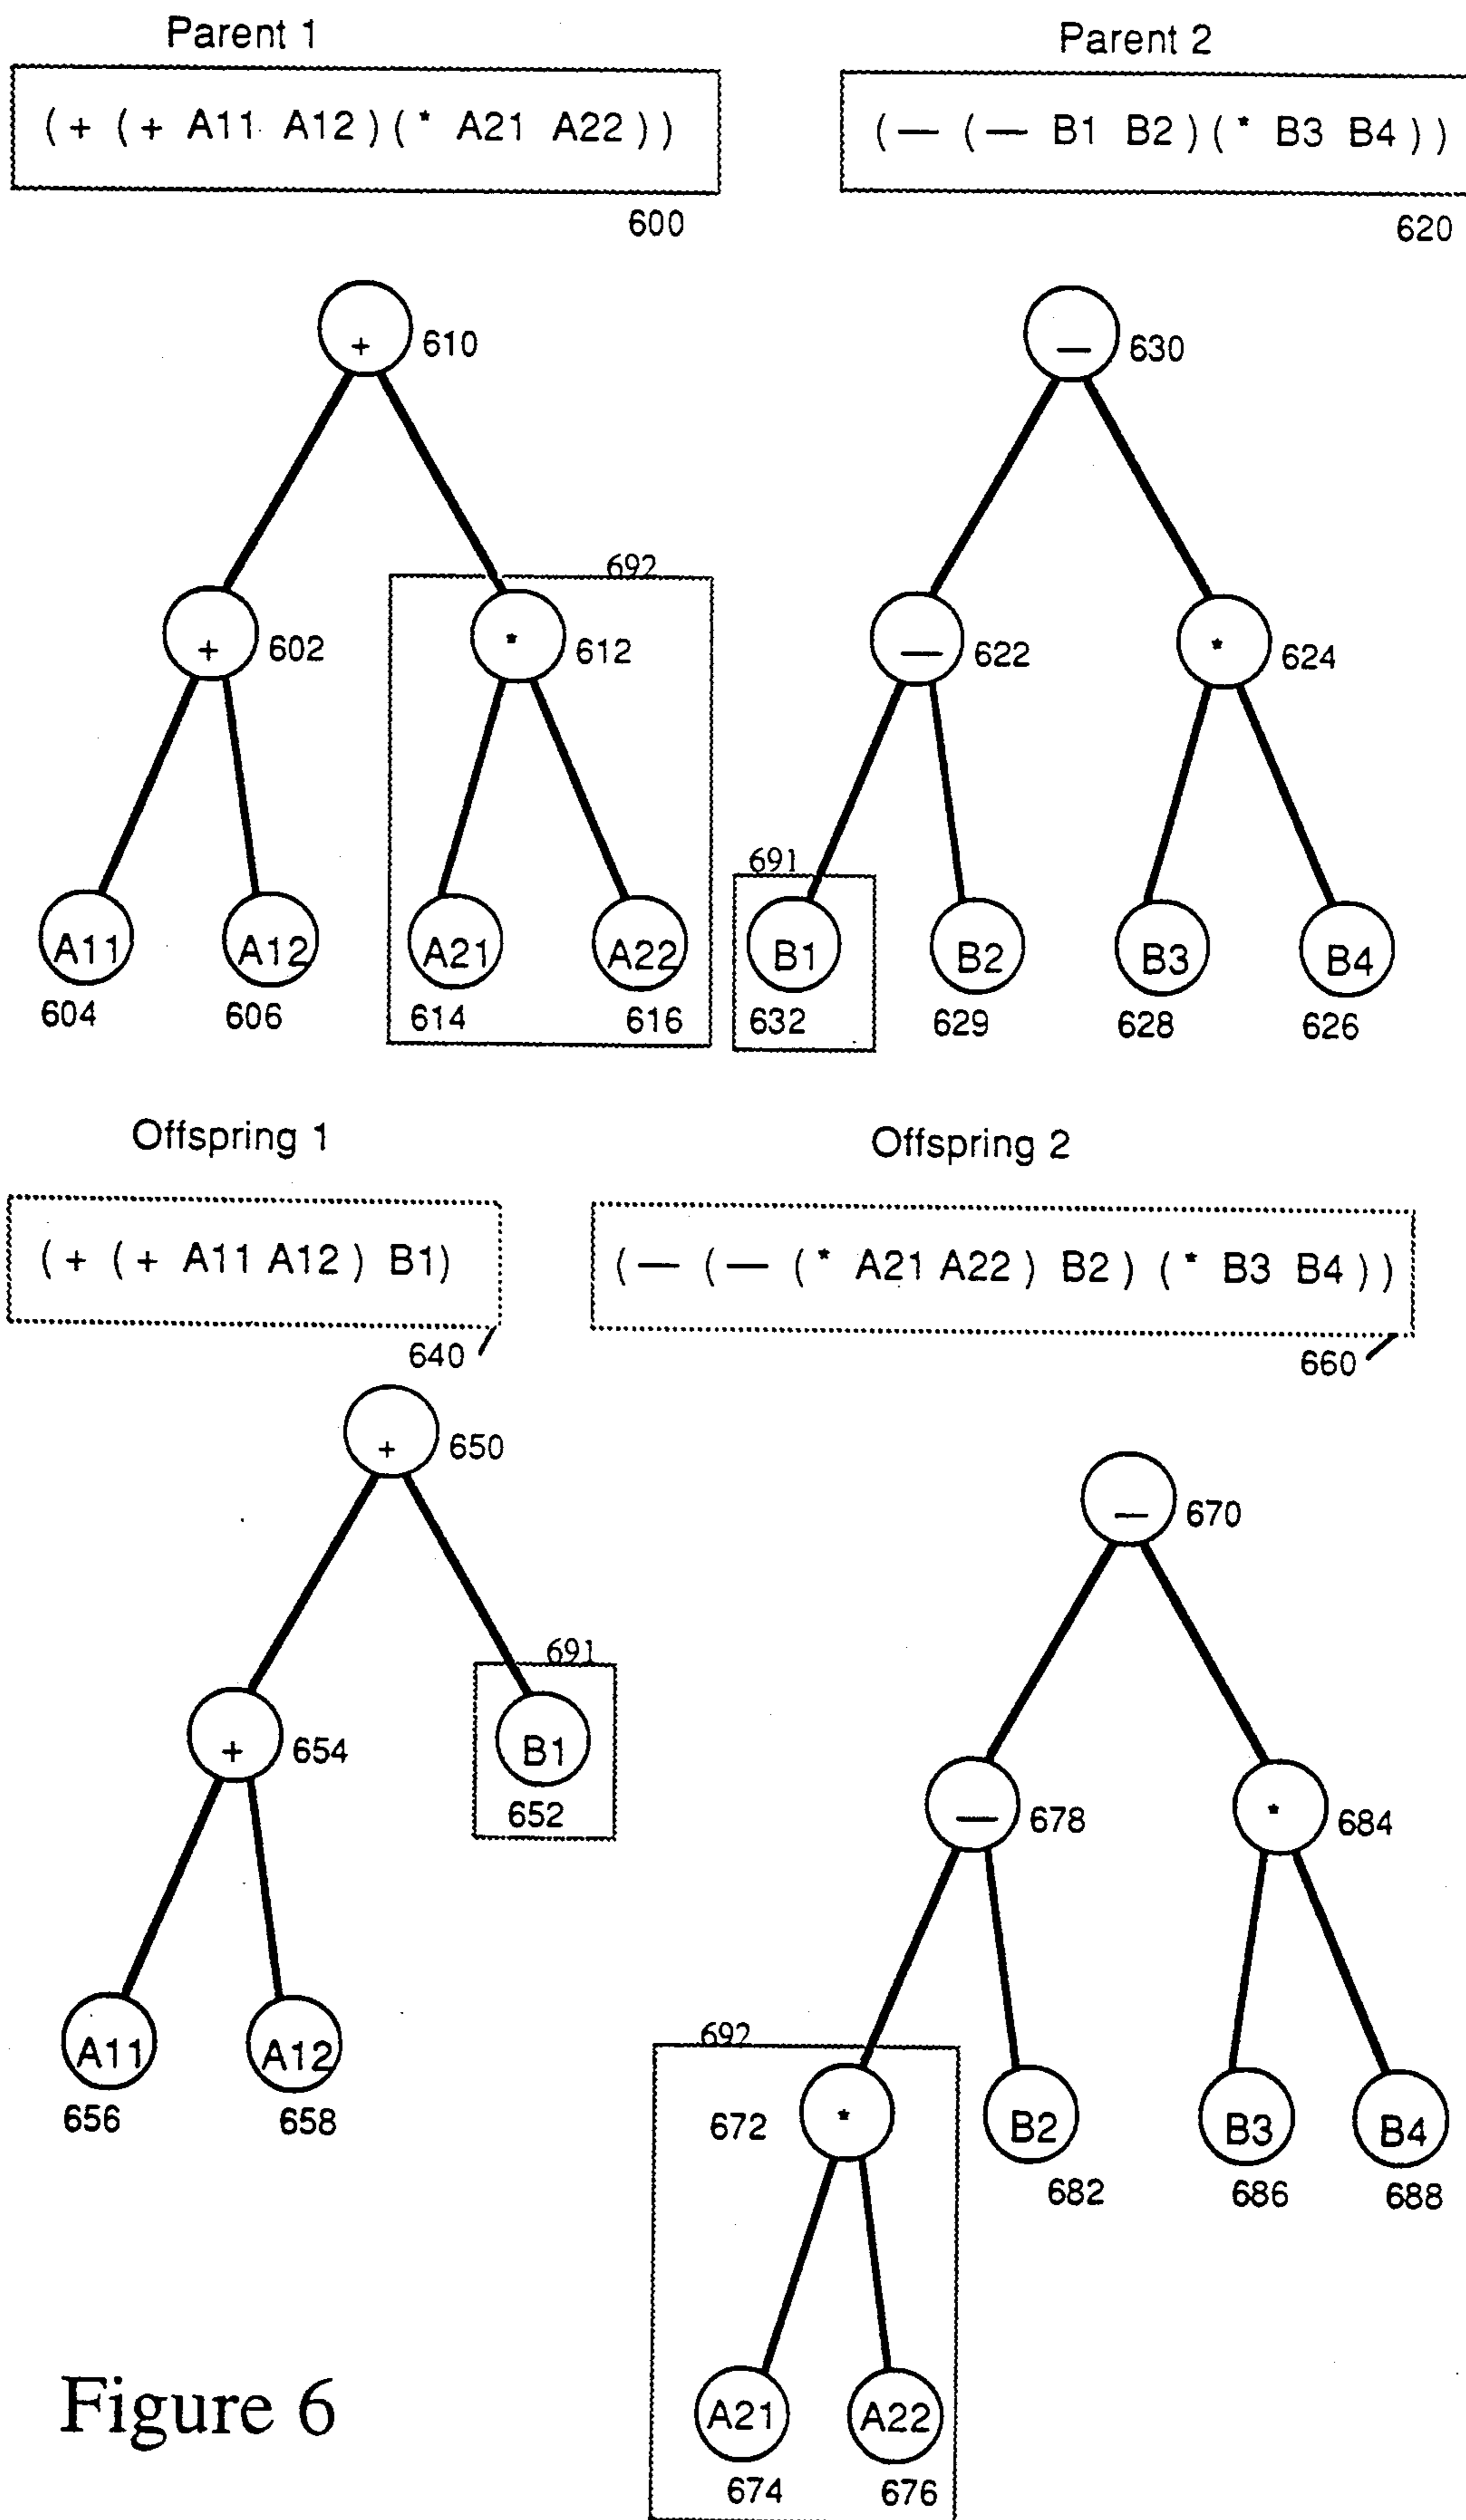 Parent 1
Parent 2
( + ( + A11 A12 ) ( * A21 A22 ) )
( — ( — B1 B2 ) ( * B3 B4 ) )
600
620
+ 610
— 630
692
+ 602
* 612
— 622
* 624
691
A11
A12
A21
A22
B1
B2
B3
B4
604
606
614
616
632
629
628
626
Offspring 1
Offspring 2
( + ( + A11 A12 ) B1)
( — ( — ( * A21 A22 ) B2 ) ( * B3 B4 ) )
640
660
+ 650
— 670
691
+ 654
B1
652
— 678
* 684
692
A11
A12
672 *
B2
B3
B4
656
658
682
686
688
A21
A22
674
676
Figure 6